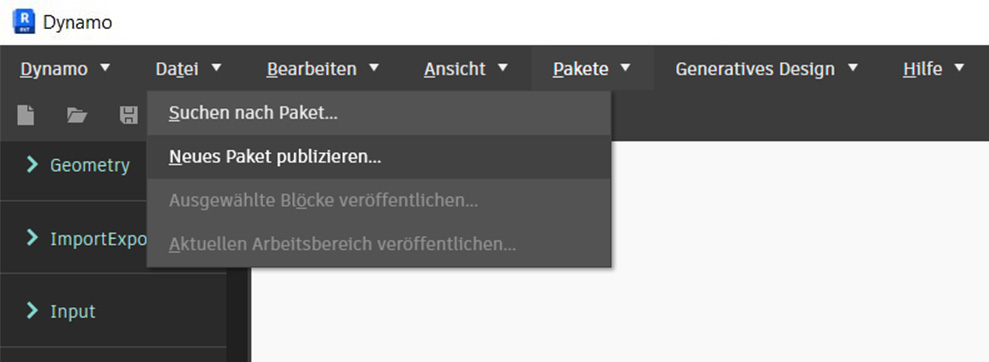 R
RVT
Dynamo
Dynamo Datei Bearbeiten Ansicht Pakete Generatives Design Hilfe
Suchen nach Paket...
Neues Paket publizieren...
Geometry
Ausgewählte Blöcke veröffentlichen...
ImportExpo
Aktuellen Arbeitsbereich veröffentlichen...
Input